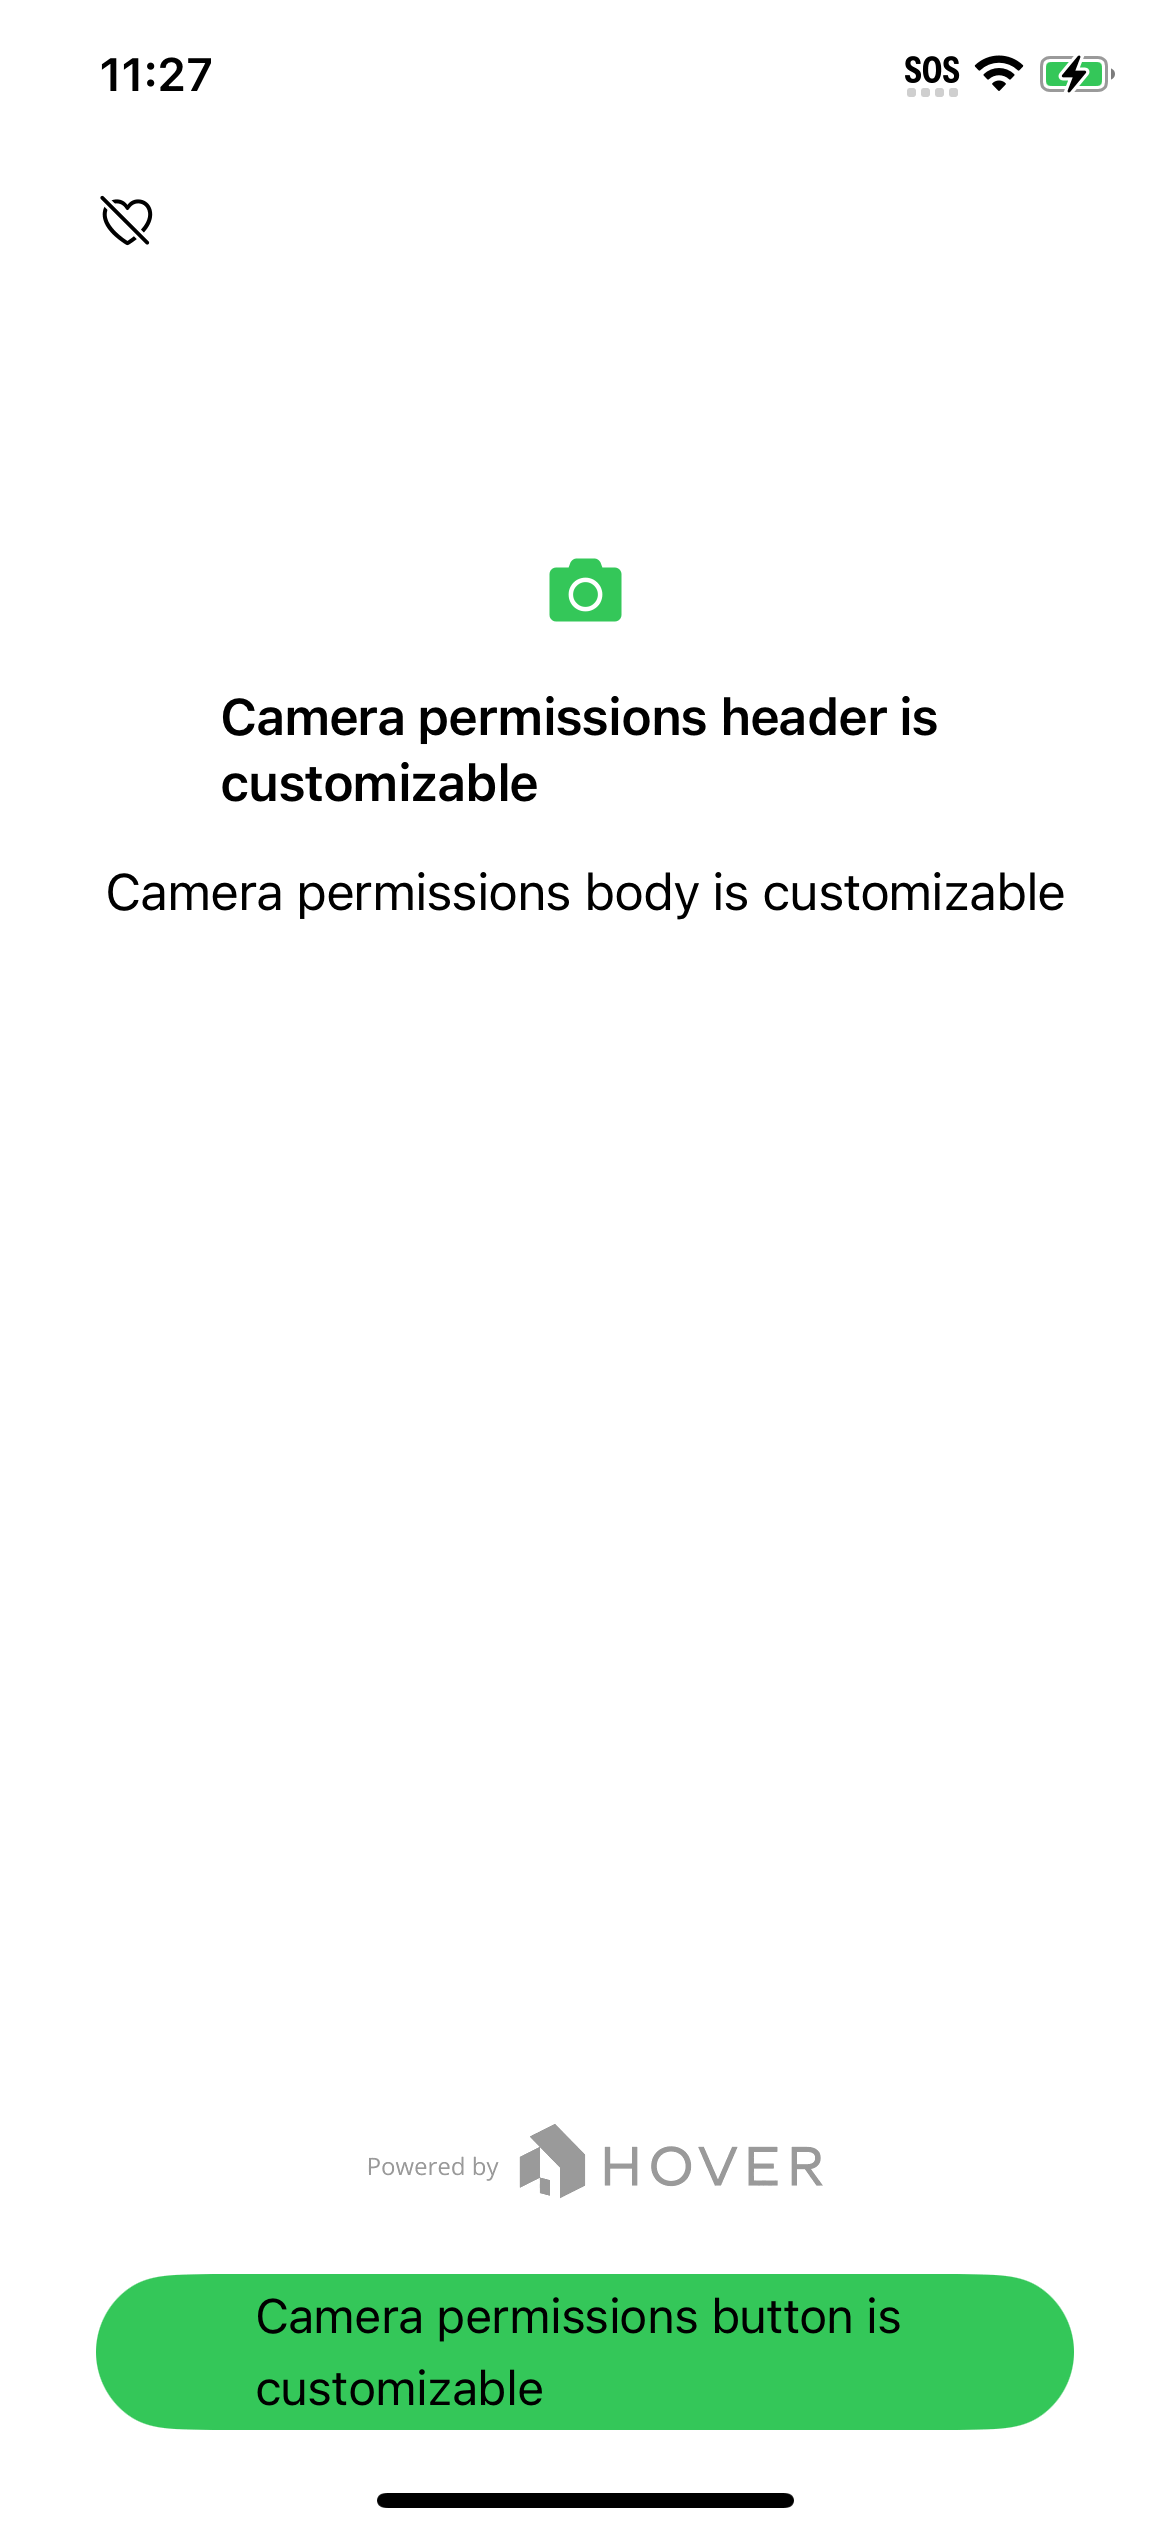 11:27
SOS
Camera permissions header is
customizable
Camera permissions body is customizable
Powered by HOVER
Camera permissions button is
customizable